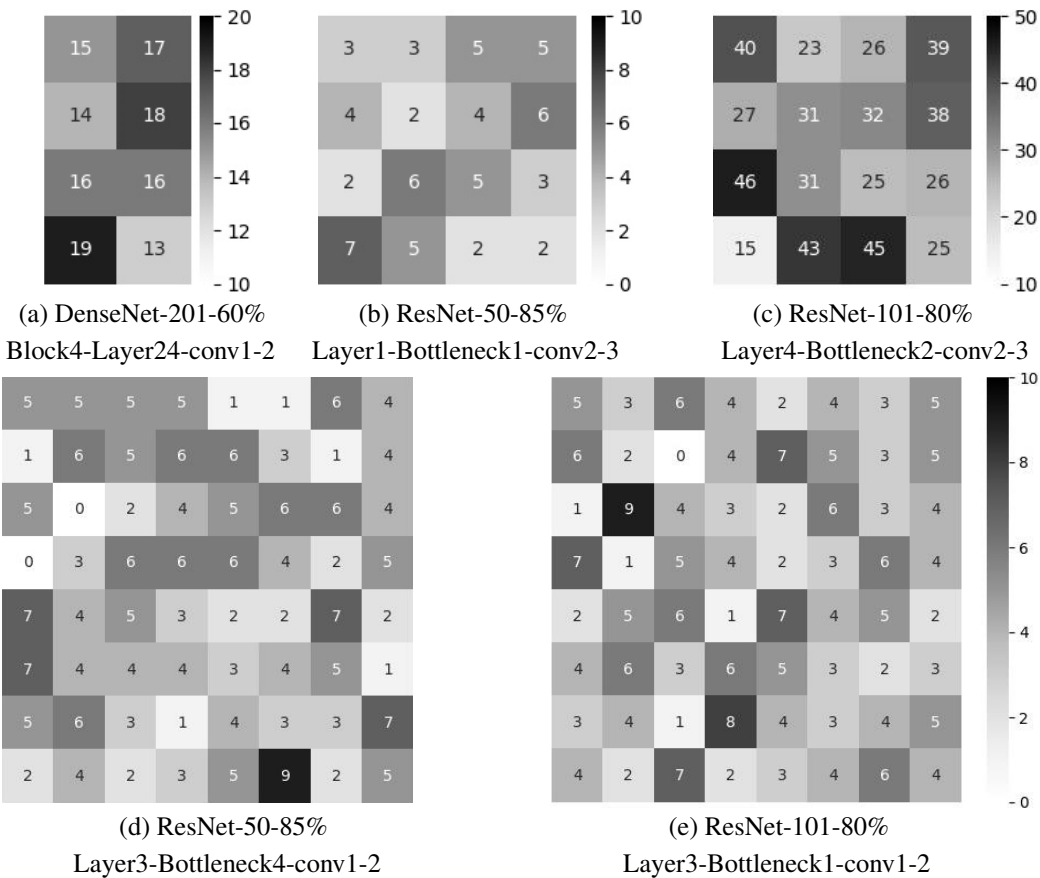 15 17
14 18
16 16
19 13
20
18
16
14
12
10
3 3 5 5
4 2 4 6
2 6 5 3
7 5 2 2
10
8
6
4
2
0
40 23 26 39
27 31 32 38
46 31 25 26
15 43 45 25
50
40
30
20
10
(a) DenseNet-201-60%
Block4-Layer24-conv1-2
(b) ResNet-50-85%
Layer1-Bottleneck1-conv2-3
(c) ResNet-101-80%
Layer4-Bottleneck2-conv2-3
5 5 5 5 1 1 6 4
1 6 5 6 6 3 1 4
5 0 2 4 5 6 6 4
0 3 6 6 6 4 2 5
7 4 5 3 2 2 7 2
7 4 4 4 3 4 5 1
5 6 3 1 4 3 3 7
2 4 2 3 5 9 2 5
5 3 6 4 2 4 3 5
6 2 0 4 7 5 3 5
1 9 4 3 2 6 3 4
7 1 5 4 2 3 6 4
2 5 6 1 7 4 5 2
4 6 3 6 5 3 2 3
3 4 1 8 4 3 4 5
4 2 7 2 3 4 6 4
10
8
6
4
2
0
(d) ResNet-50-85%
Layer3-Bottleneck4-conv1-2
(e) ResNet-101-80%
Layer3-Bottleneck1-conv1-2